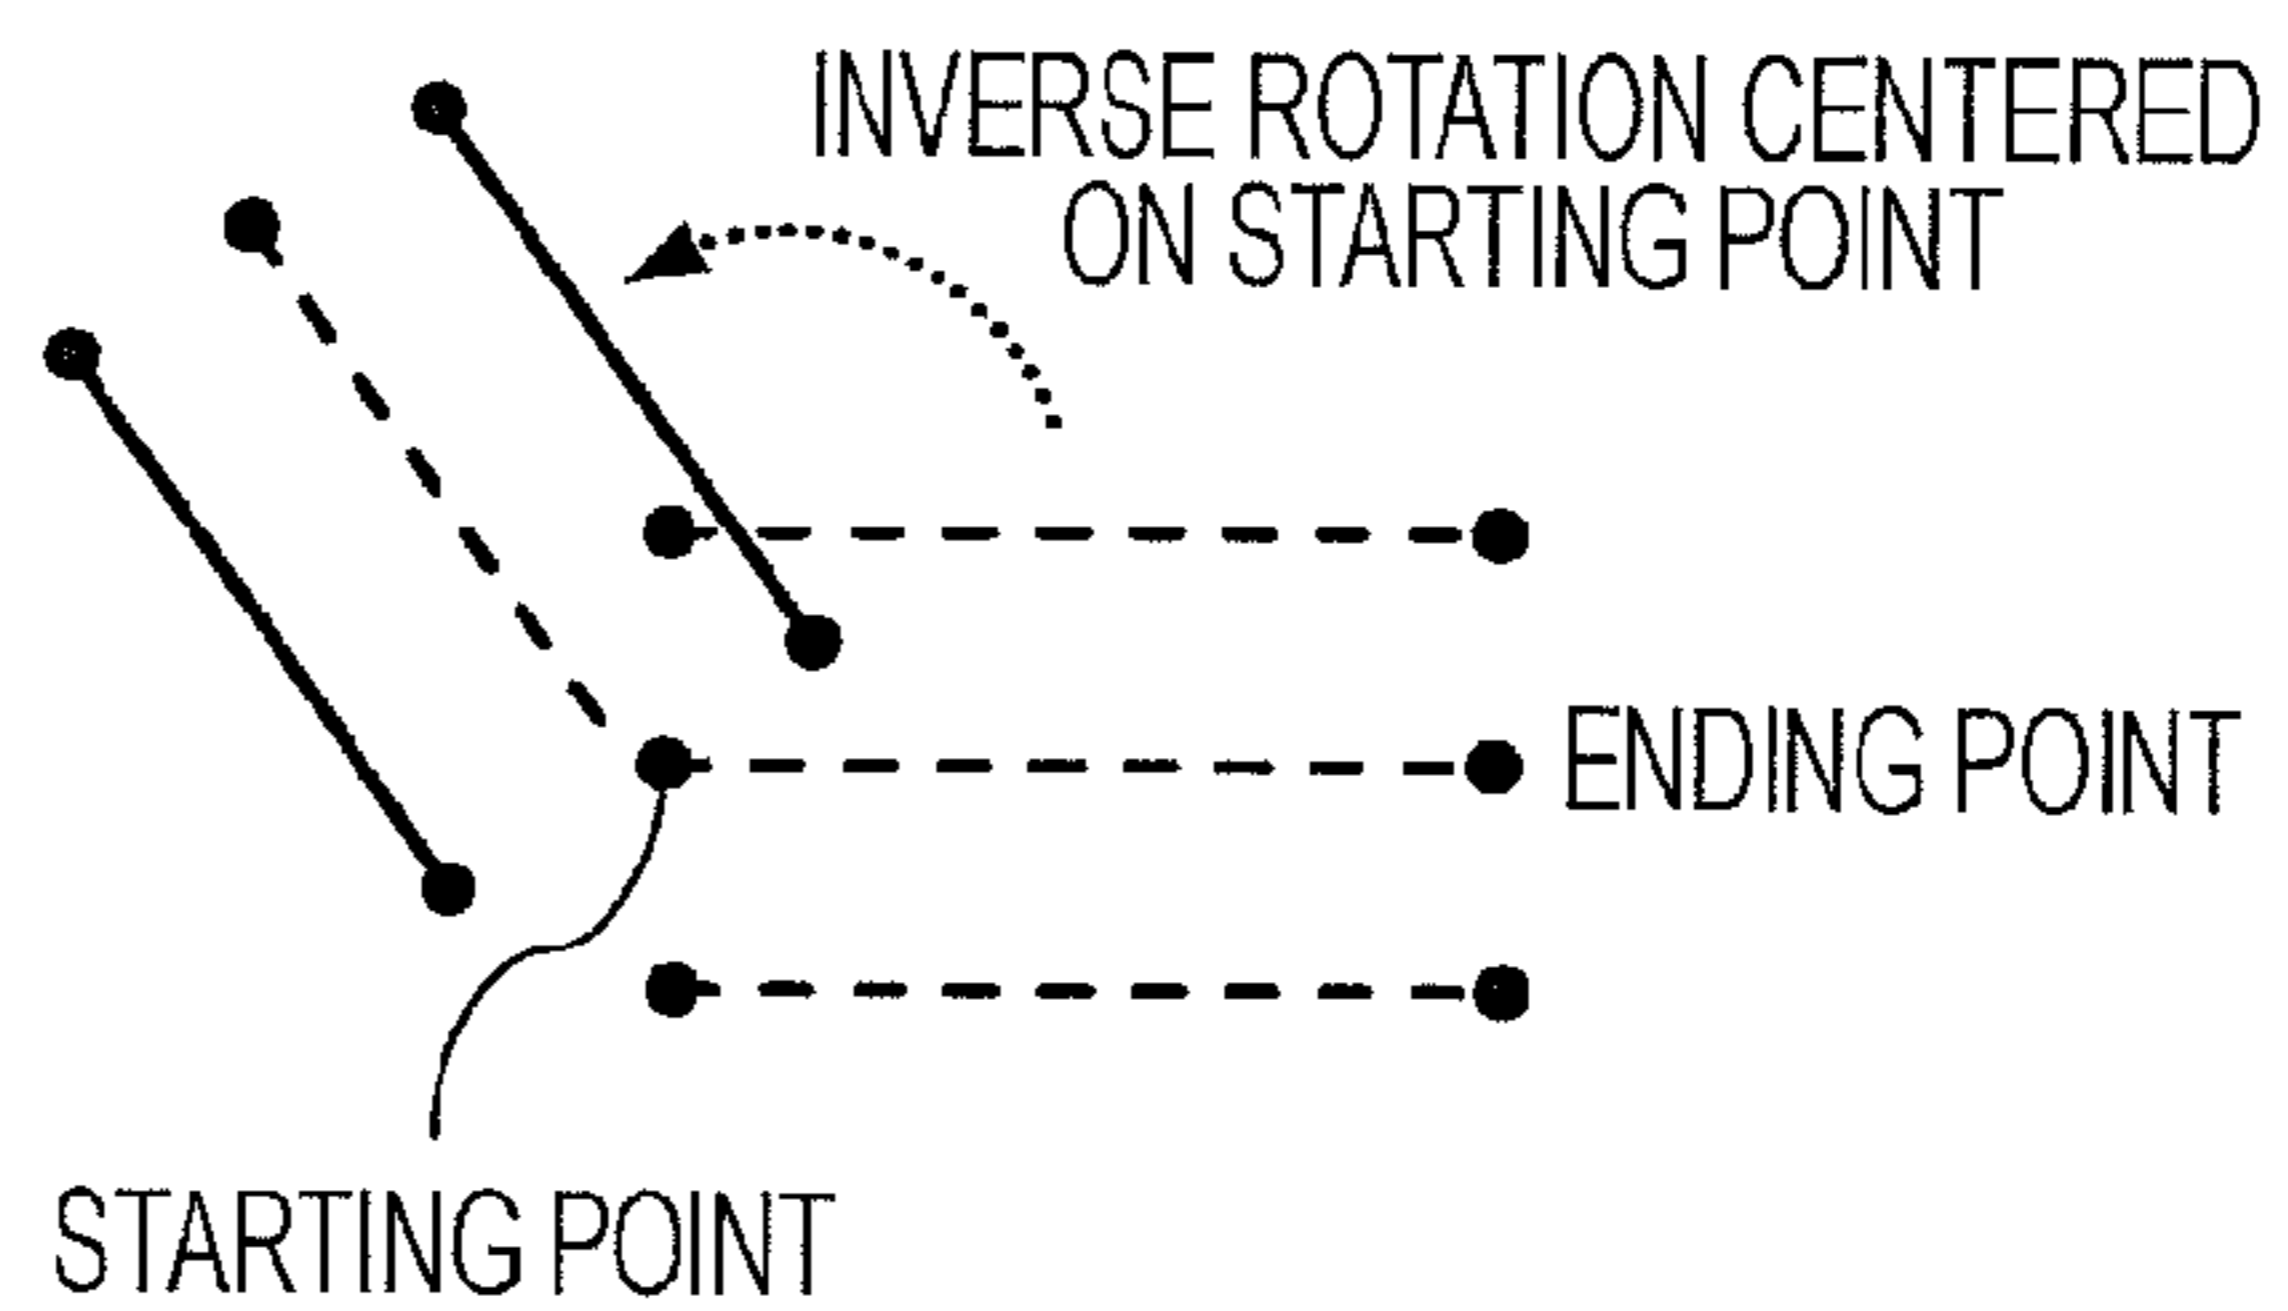 INVERSE ROTATION CENTERED
ON STARTING POINT
ENDING POINT
STARTING POINT